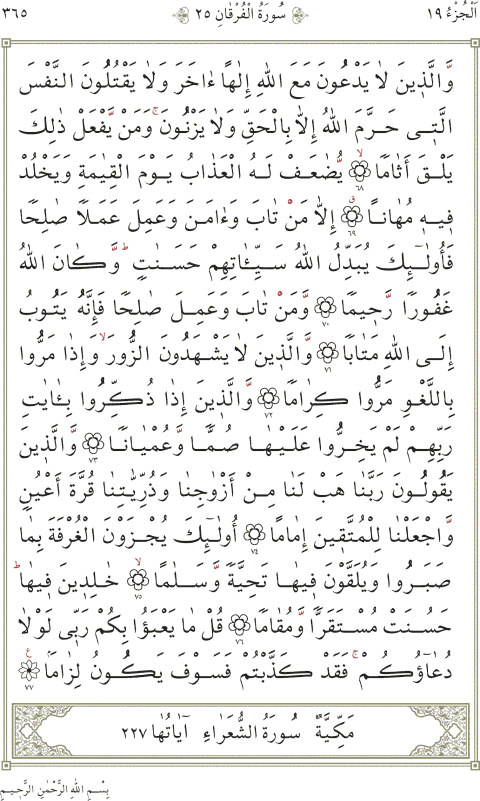 اَلْجُزْءُ ١٩ سُورَةُ الْفُرْقَانِ ٢٥ ٣٦٥
وَّالَّذِينَ لَا يَدْعُونَ مَعَ اللّٰهِ إِلٰهًا ءَاخَرَ وَلَا يَقْتُلُونَ النَّفْسَ
الَّتِي حَرَّمَ اللّٰهُ إِلَّا بِالْحَقِّ وَلَا يَزْنُونَ ۚ وَمَنْ يَّفْعَلْ ذٰلِكَ
يَلْقَ أَثَامًا ۙ ٦٨ يُّضٰعَفْ لَهُ الْعَذَابُ يَوْمَ الْقِيٰمَةِ وَيَخْلُدْ
فِيهِ مُهَانًا ۗ ٦٩ إِلَّا مَنْ تَابَ وَءَامَنَ وَعَمِلَ عَمَلًا صٰلِحًا
فَأُولٰٓئِكَ يُبَدِّلُ اللّٰهُ سَيِّـَٔاتِهِمْ حَسَنٰتٍ ۗ وَّكَانَ اللّٰهُ
غَفُورًا رَّحِيمًا ٧٠ وَّمَنْ تَابَ وَعَمِلَ صٰلِحًا فَإِنَّهُ يَتُوبُ
إِلَى اللّٰهِ مَتَابًا ٧١ وَّالَّذِينَ لَا يَشْهَدُونَ الزُّورَ ۙ وَإِذَا مَرُّوا
بِاللَّغْوِ مَرُّوا كِرَامًا ٧٢ وَّالَّذِينَ إِذَا ذُكِّرُوا بِـَٔايٰتِ
رَبِّهِمْ لَمْ يَخِرُّوا عَلَيْهَا صُمًّا وَّعُمْيَانًا ٧٣ وَّالَّذِينَ
يَقُولُونَ رَبَّنَا هَبْ لَنَا مِنْ أَزْوٰجِنَا وَذُرِّيّٰتِنَا قُرَّةَ أَعْيُنٍ
وَّاجْعَلْنَا لِلْمُتَّقِينَ إِمَامًا ٧٤ أُولٰٓئِكَ يُجْزَوْنَ الْغُرْفَةَ بِمَا
صَبَرُوا وَيُلَقَّوْنَ فِيهَا تَحِيَّةً وَّسَلٰمًا ۙ ٧٥ خٰلِدِينَ فِيهَا ۚ
حَسُنَتْ مُسْتَقَرًّا وَّمُقَامًا ٧٦ قُلْ مَا يَعْبَؤُا بِكُمْ رَبِّي لَوْلَا
دُعَاؤُكُمْ ۚ فَقَدْ كَذَّبْتُمْ فَسَوْفَ يَكُونُ لِزَامًا ٧٧
مَكِّيَّةٌ سُورَةُ الشُّعَرَاءِ اٰيَاتُهَا ٢٢٧
بِسْمِ اللّٰهِ الرَّحْمٰنِ الرَّحِيمِ